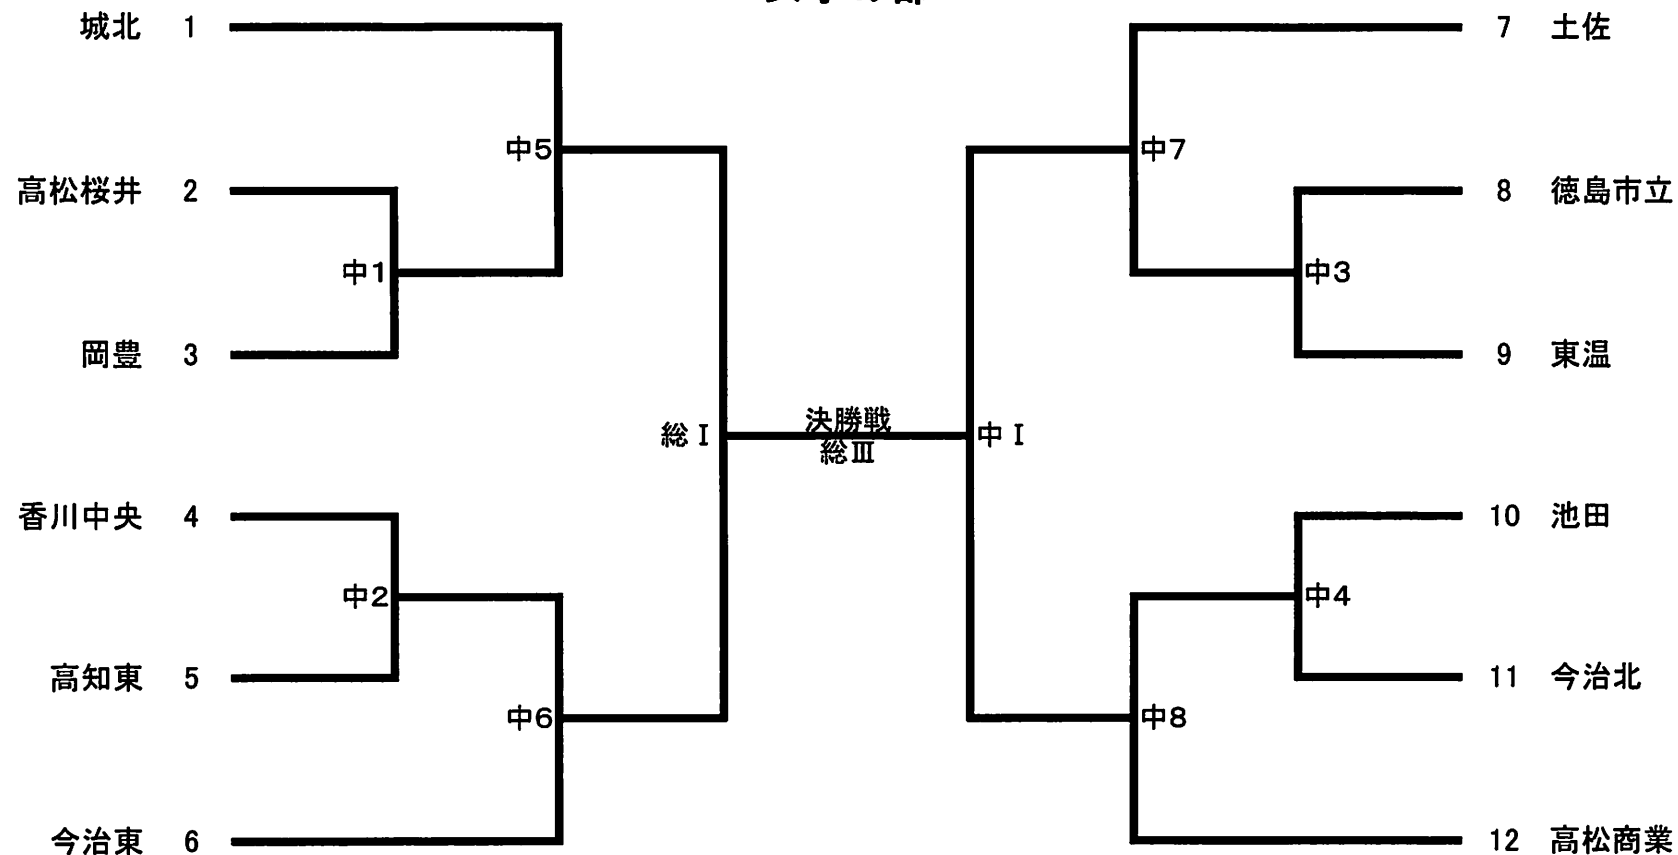 城北 1
高松桜井 2
岡豊 3
香川中央 4
高知東 5
今治東 6
中1
中2
中5
中6
総Ⅰ
決勝戦
総Ⅲ
中Ⅰ
中7
中8
中3
中4
7 土佐
8 徳島市立
9 東温
10 池田
11 今治北
12 高松商業